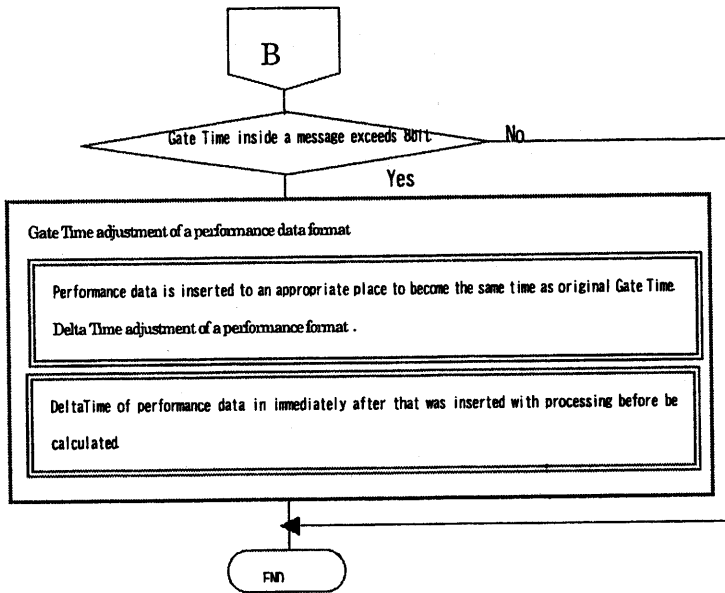 B
Gate Time inside a message exceeds 8bit
No
Yes
Gate Time adjustment of a performance data format
Performance data is inserted to an appropriate place to become the same time as original Gate Time.
Delta Time adjustment of a performance format .
DeltaTime of performance data in immediately after that was inserted with processing before be
calculated.
END